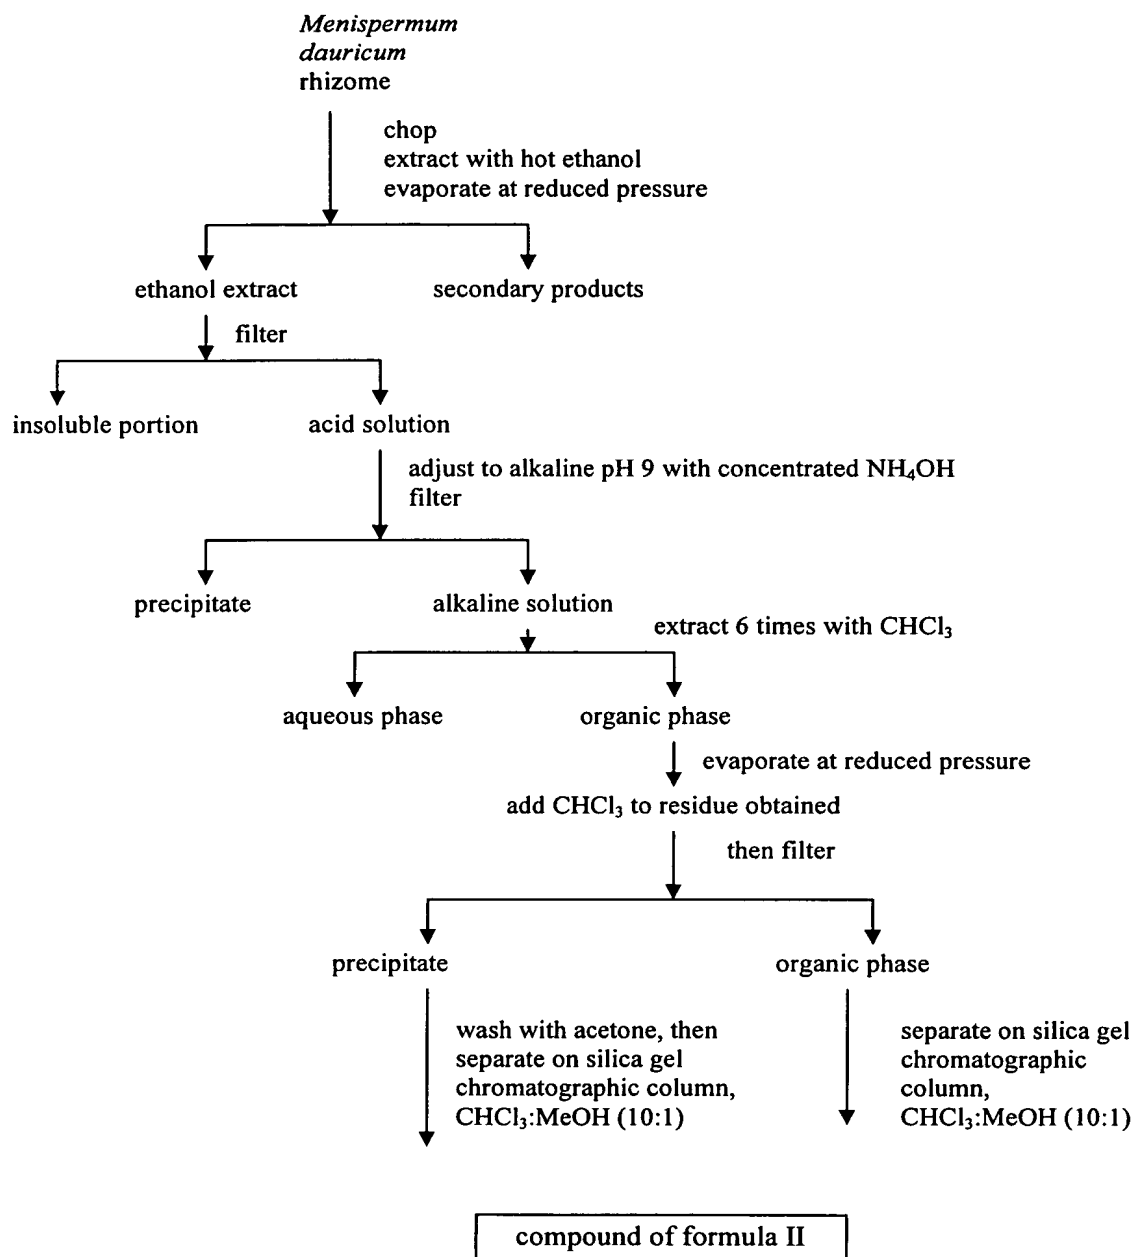 Menispermum
dauricum
rhizome
chop
extract with hot ethanol
evaporate at reduced pressure
ethanol extract
secondary products
filter
insoluble portion
acid solution
adjust to alkaline pH 9 with concentrated NH₄OH
filter
precipitate
alkaline solution
extract 6 times with CHCl₃
aqueous phase
organic phase
evaporate at reduced pressure
add CHCl₃ to residue obtained
then filter
precipitate
organic phase
wash with acetone, then
separate on silica gel
chromatographic column,
CHCl₃:MeOH (10:1)
separate on silica gel
chromatographic
column,
CHCl₃:MeOH (10:1)
compound of formula II